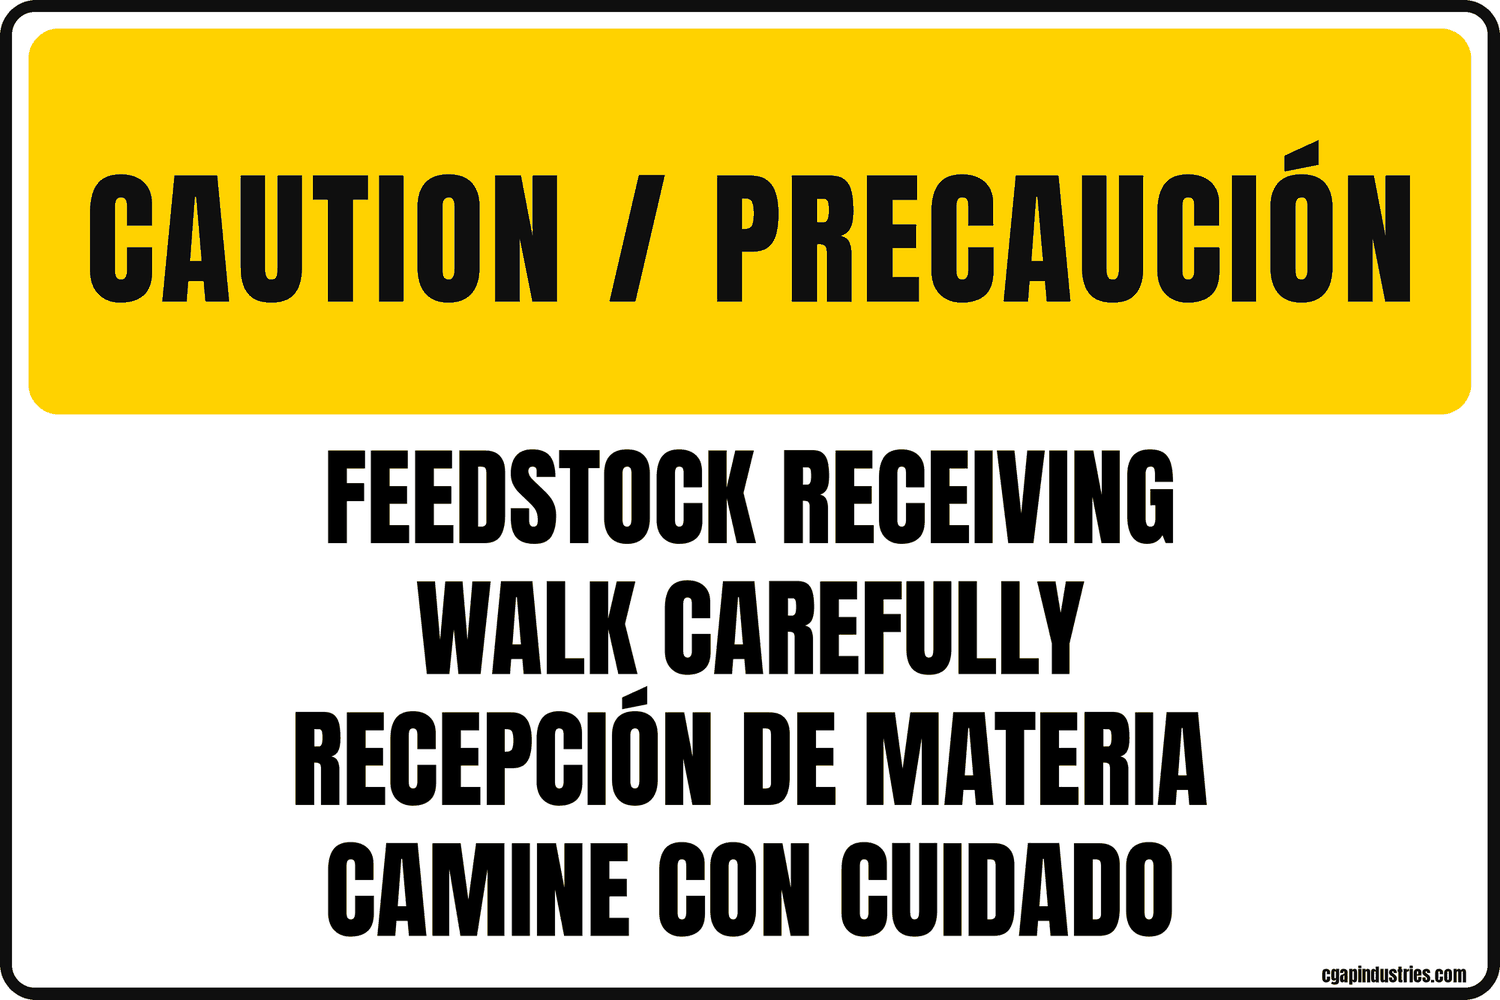 CAUTION / PRECAUCIÓN
FEEDSTOCK RECEIVING
WALK CAREFULLY
RECEPCIÓN DE MATERIA
CAMINE CON CUIDADO
cgapindustries.com